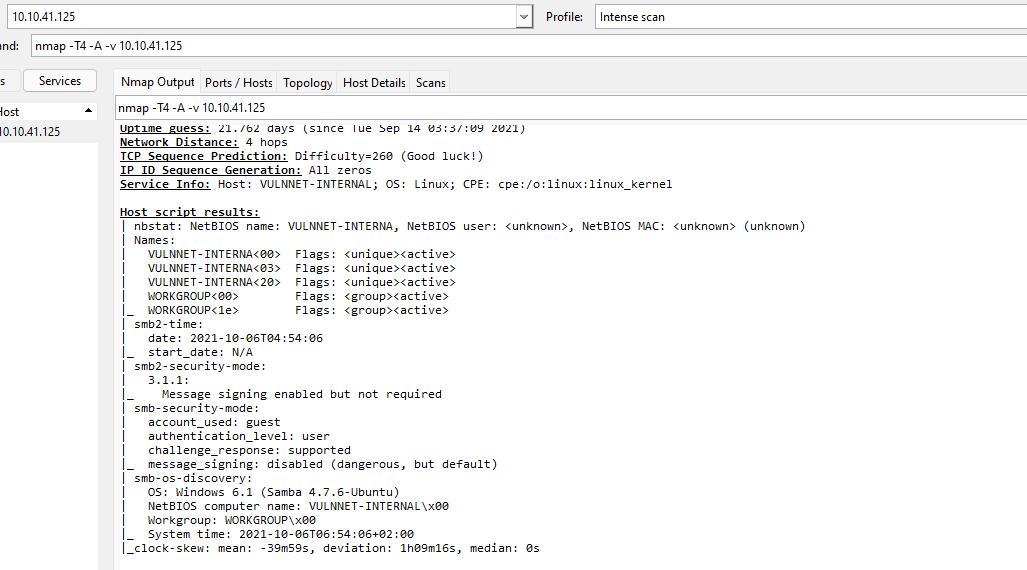 10.10.41.125 Profile: Intense scan
nd: nmap -T4 -A -v 10.10.41.125
s Services Nmap Output Ports / Hosts Topology Host Details Scans
Host nmap -T4 -A -v 10.10.41.125
10.10.41.125
Uptime guess: 21.762 days (since Tue Sep 14 03:37:09 2021)
Network Distance: 4 hops
TCP Sequence Prediction: Difficulty=260 (Good luck!)
IP ID Sequence Generation: All zeros
Service Info: Host: VULNNET-INTERNAL; OS: Linux; CPE: cpe:/o:linux:linux_kernel
Host script results:
| nbstat: NetBIOS name: VULNNET-INTERNA, NetBIOS user: <unknown>, NetBIOS MAC: <unknown> (unknown)
| Names:
|   VULNNET-INTERNA<00>  Flags: <unique><active>
|   VULNNET-INTERNA<03>  Flags: <unique><active>
|   VULNNET-INTERNA<20>  Flags: <unique><active>
|   WORKGROUP<00>        Flags: <group><active>
|_  WORKGROUP<1e>        Flags: <group><active>
| smb2-time:
|   date: 2021-10-06T04:54:06
|_  start_date: N/A
| smb2-security-mode:
|   3.1.1:
|_    Message signing enabled but not required
| smb-security-mode:
|   account_used: guest
|   authentication_level: user
|   challenge_response: supported
|_  message_signing: disabled (dangerous, but default)
| smb-os-discovery:
|   OS: Windows 6.1 (Samba 4.7.6-Ubuntu)
|   NetBIOS computer name: VULNNET-INTERNAL\x00
|   Workgroup: WORKGROUP\x00
|_  System time: 2021-10-06T06:54:06+02:00
|_clock-skew: mean: -39m59s, deviation: 1h09m16s, median: 0s